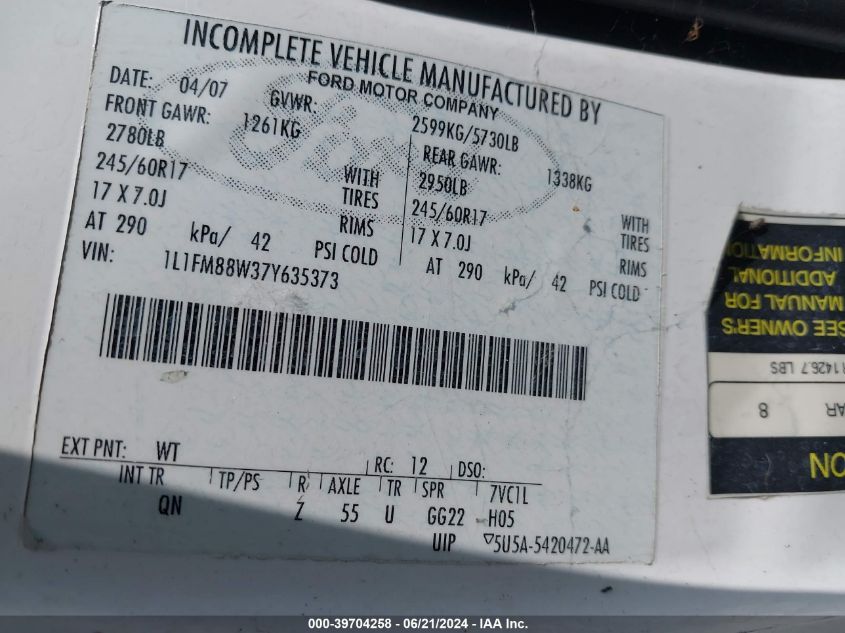 INCOMPLETE VEHICLE MANUFACTURED BY
FORD MOTOR COMPANY
DATE: 04/07 GVWR: 2599KG/5730LB
FRONT GAWR: 1261KG REAR GAWR: 1338KG
2780LB 2950LB
245/60R17 WITH TIRES 245/60R17 WITH TIRES
17 X 7.0J RIMS 17 X 7.0J RIMS
AT 290 kPa/ 42 PSI COLD AT 290 kPa/ 42 PSI COLD
VIN: 1L1FM88W37Y635373
EXT PNT: WT RC: 12 DSO:
INT TR TP/PS R AXLE TR SPR 7VC1L
QN Z 55 U GG22 H05
UIP ▽5U5A-5420472-AA
SEE OWNER'S
MANUAL FOR
ADDITIONAL
INFORMATION
1426.7 LBS
AR 8
ON
000-39704258 - 06/21/2024 - IAA Inc.